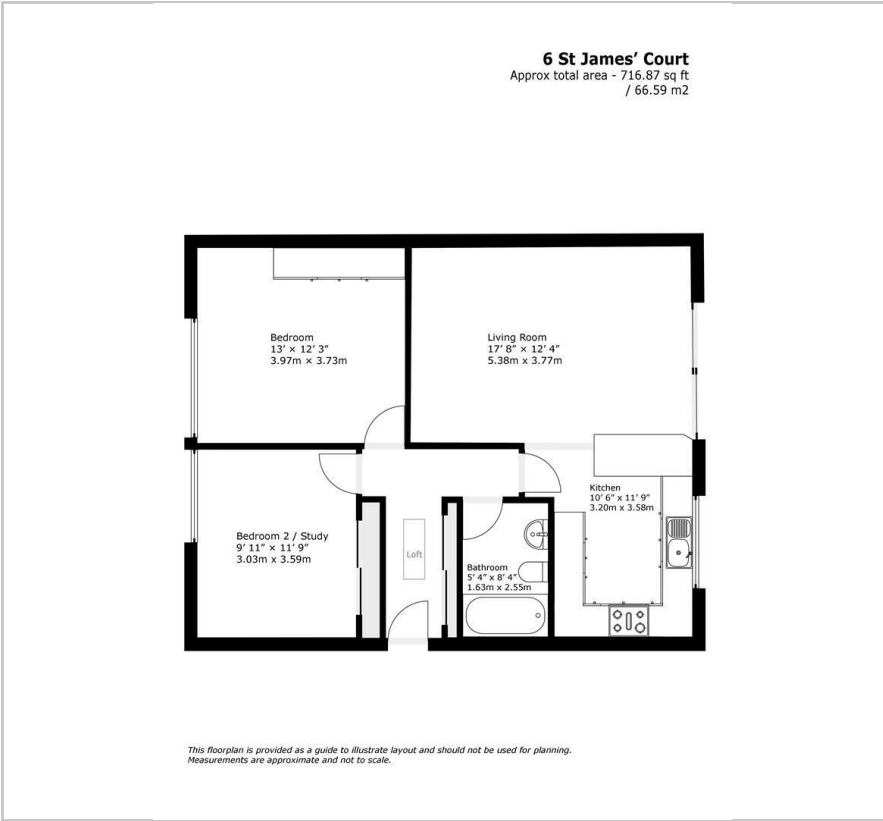 6 St James’ Court
Approx total area - 716.87 sq ft
/ 66.59 m2
Bedroom
13’ × 12’ 3”
3.97m × 3.73m
Living Room
17’ 8” × 12’ 4”
5.38m x 3.77m
Kitchen
10’ 6” x 11’ 9”
3.20m x 3.58m
Bedroom 2 / Study
9’ 11” × 11’ 9”
3.03m x 3.59m
Loft
Bathroom
5’ 4” x 8’ 4”
1.63m x 2.55m
This floorplan is provided as a guide to illustrate layout and should not be used for planning.
Measurements are approximate and not to scale.